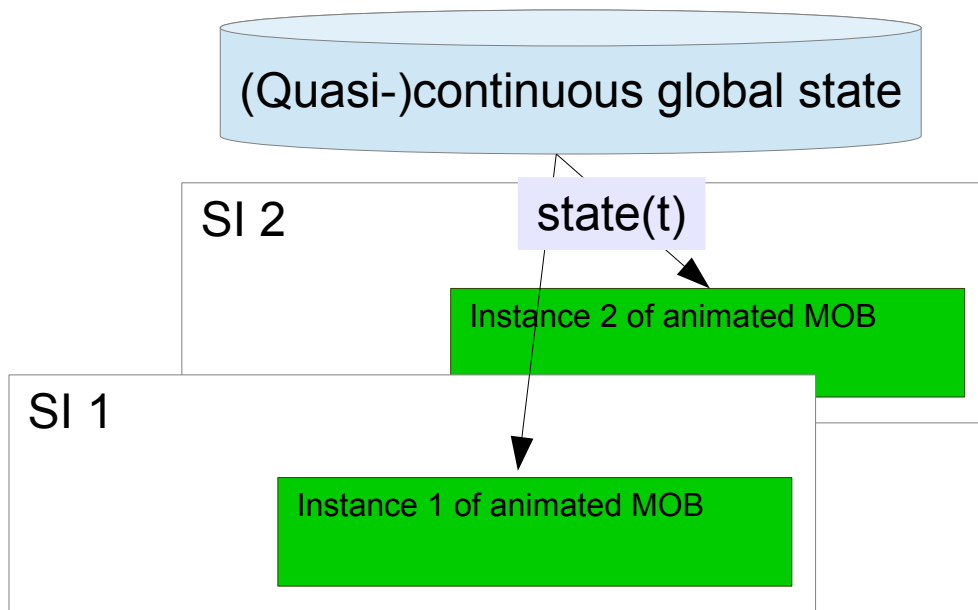 (Quasi-)continuous global state
state(t)
SI 2
Instance 2 of animated MOB
SI 1
Instance 1 of animated MOB